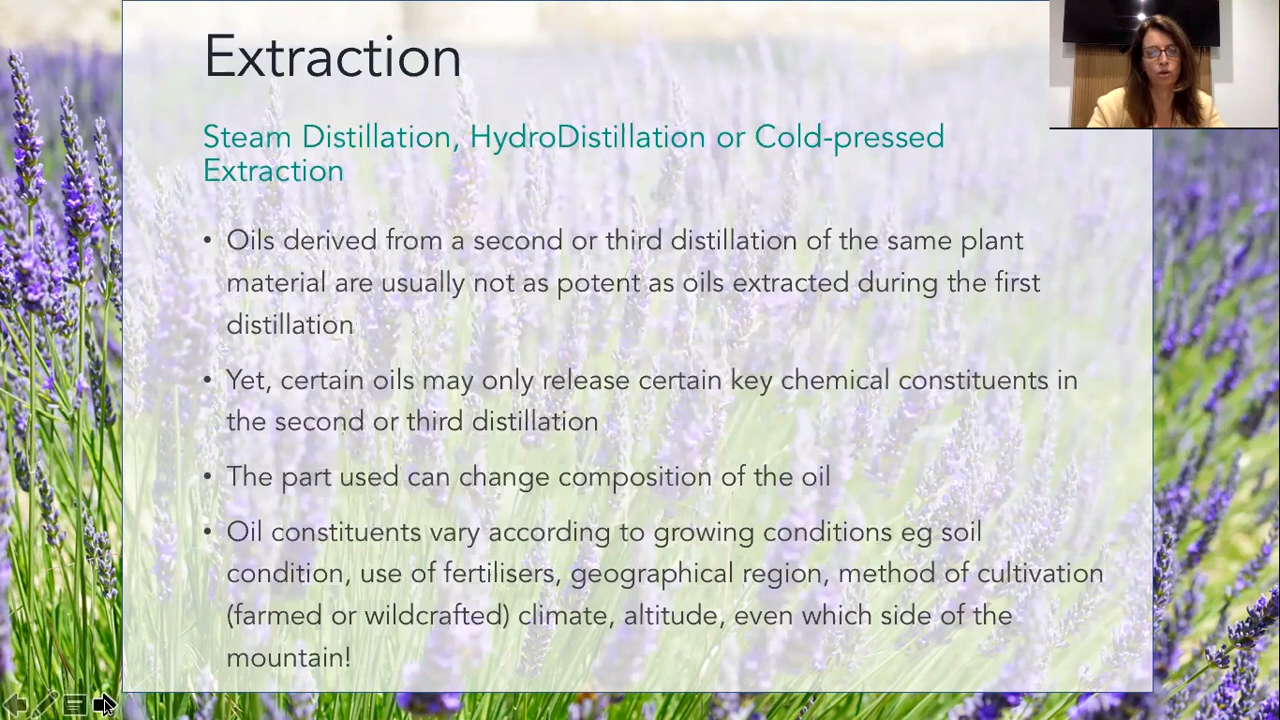 Extraction
Steam Distillation, HydroDistillation or Cold-pressed
Extraction
• Oils derived from a second or third distillation of the same plant
material are usually not as potent as oils extracted during the first
distillation
• Yet, certain oils may only release certain key chemical constituents in
the second or third distillation
• The part used can change composition of the oil
• Oil constituents vary according to growing conditions eg soil
condition, use of fertilisers, geographical region, method of cultivation
(farmed or wildcrafted) climate, altitude, even which side of the
mountain!